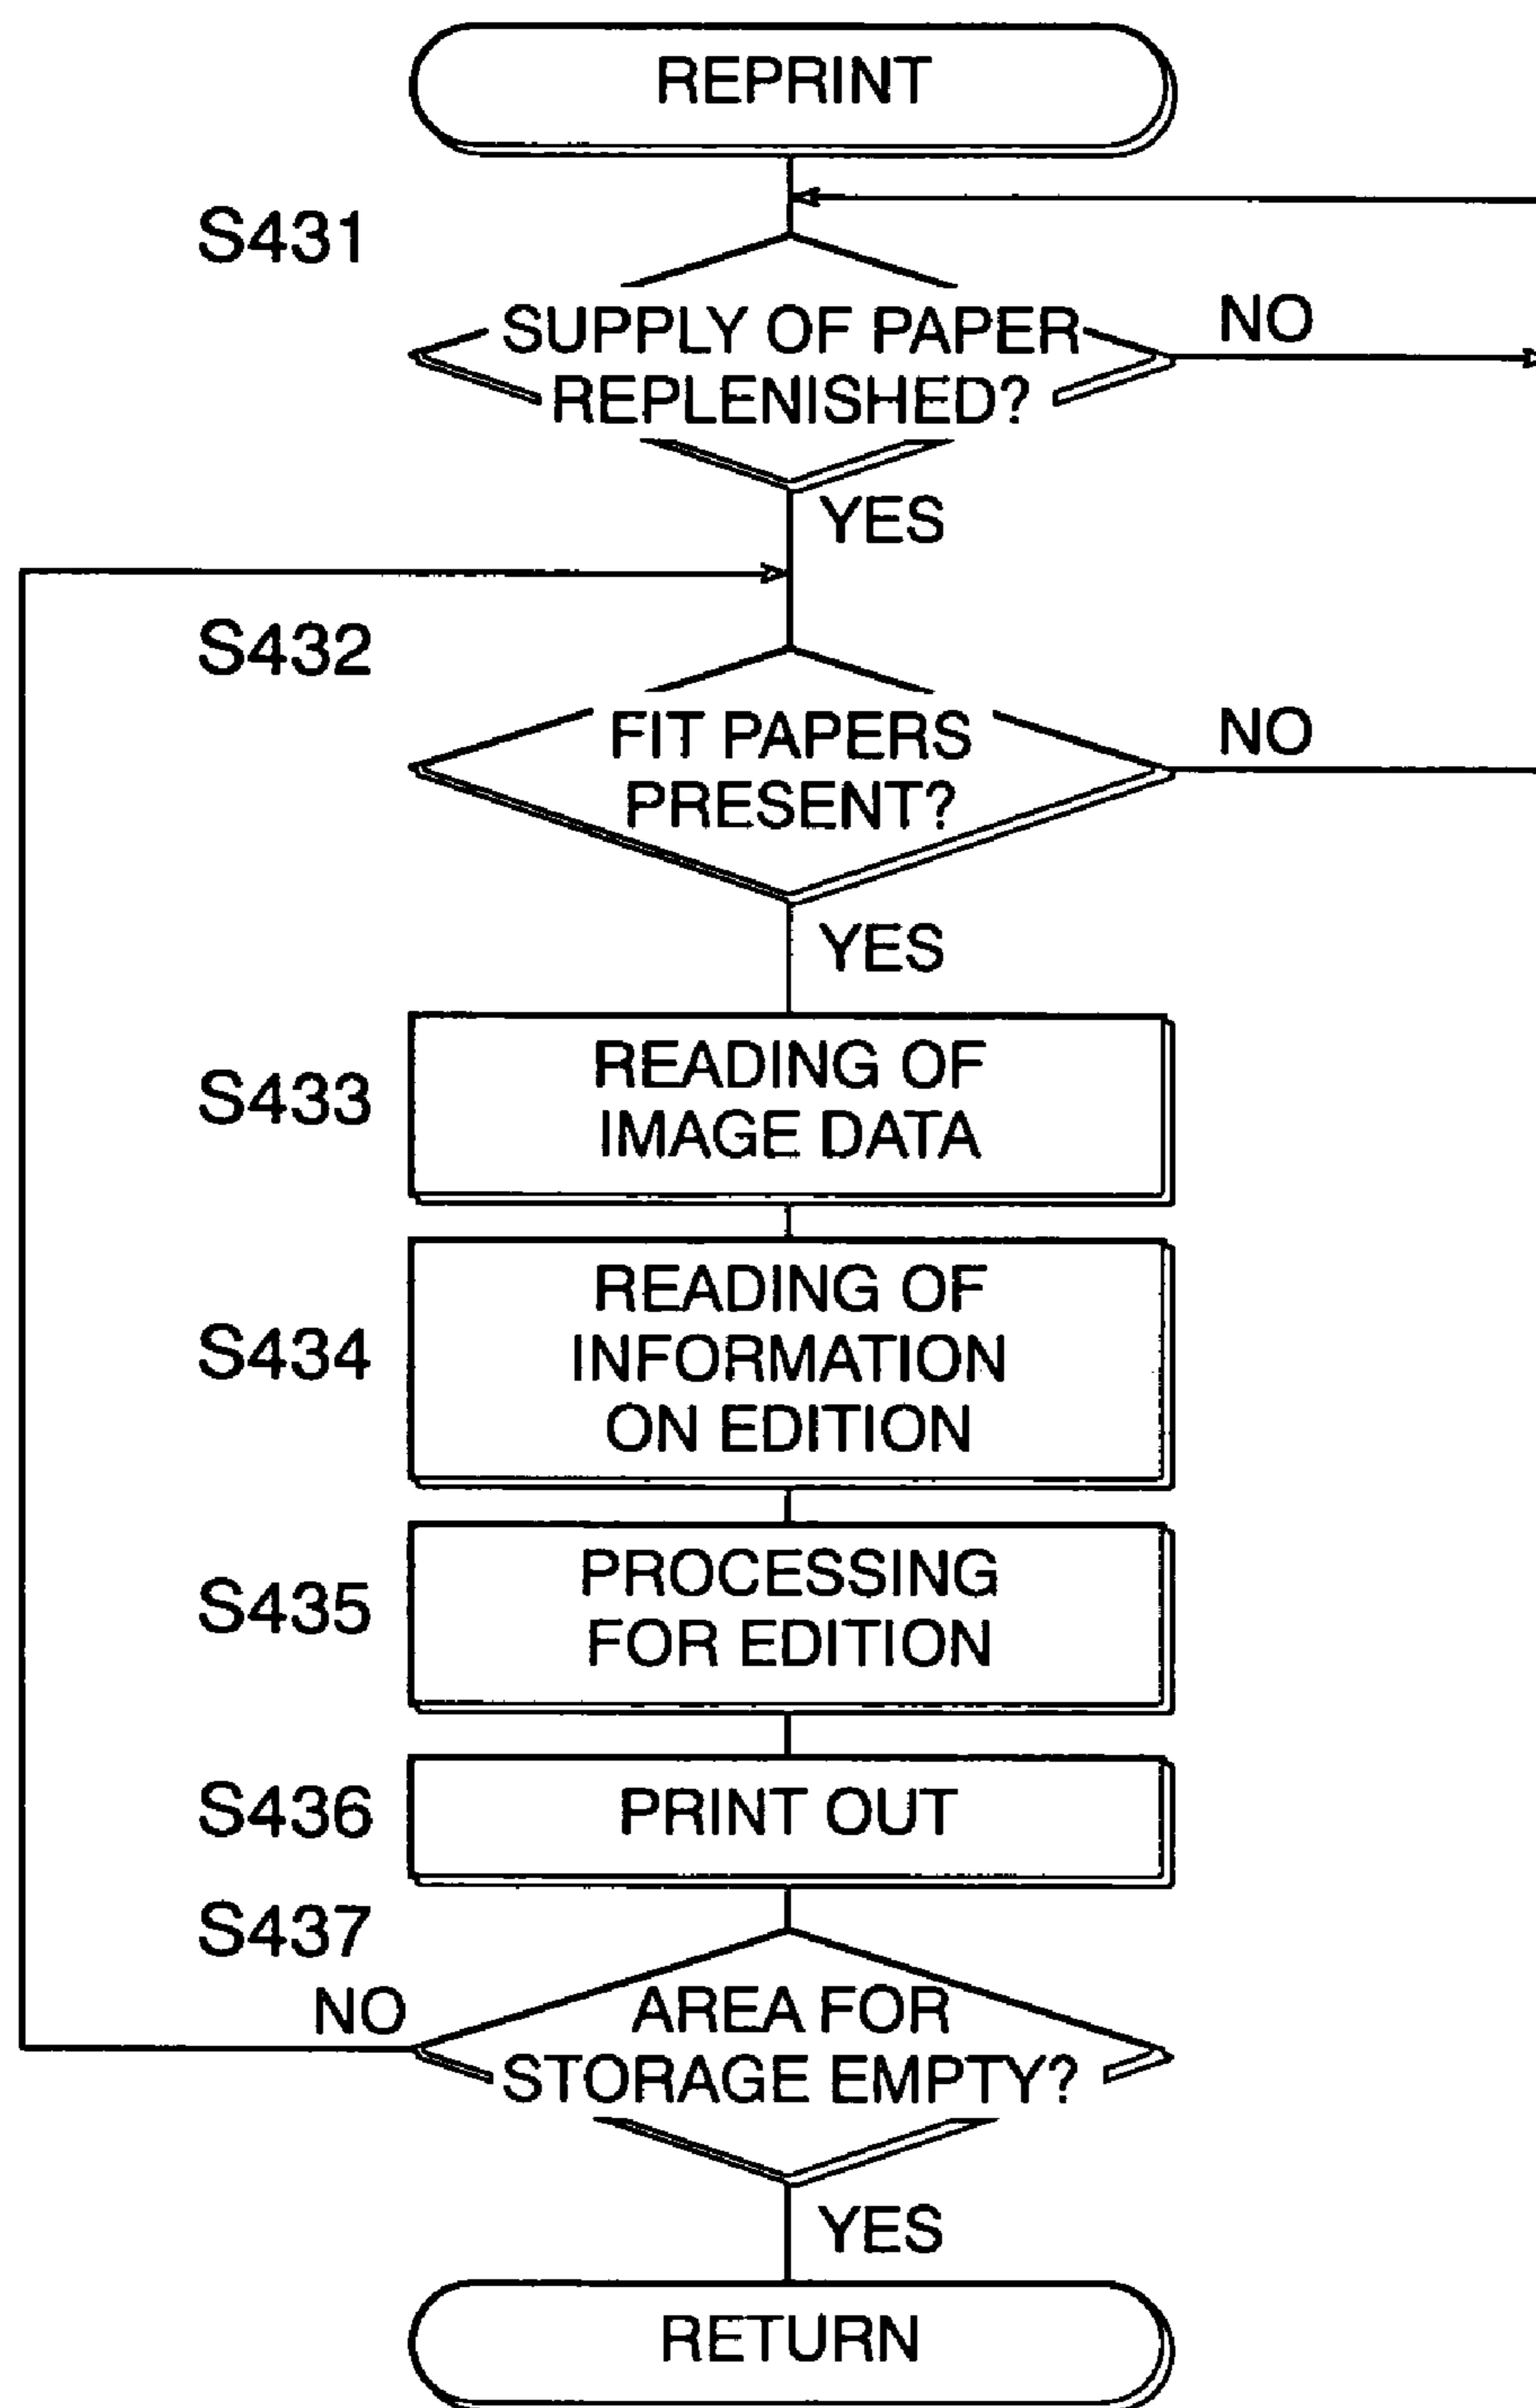 REPRINT
S431
SUPPLY OF PAPER
REPLENISHED?
NO
YES
S432
FIT PAPERS
PRESENT?
NO
YES
S433
READING OF
IMAGE DATA
S434
READING OF
INFORMATION
ON EDITION
S435
PROCESSING
FOR EDITION
S436
PRINT OUT
S437
NO
AREA FOR
STORAGE EMPTY?
YES
RETURN